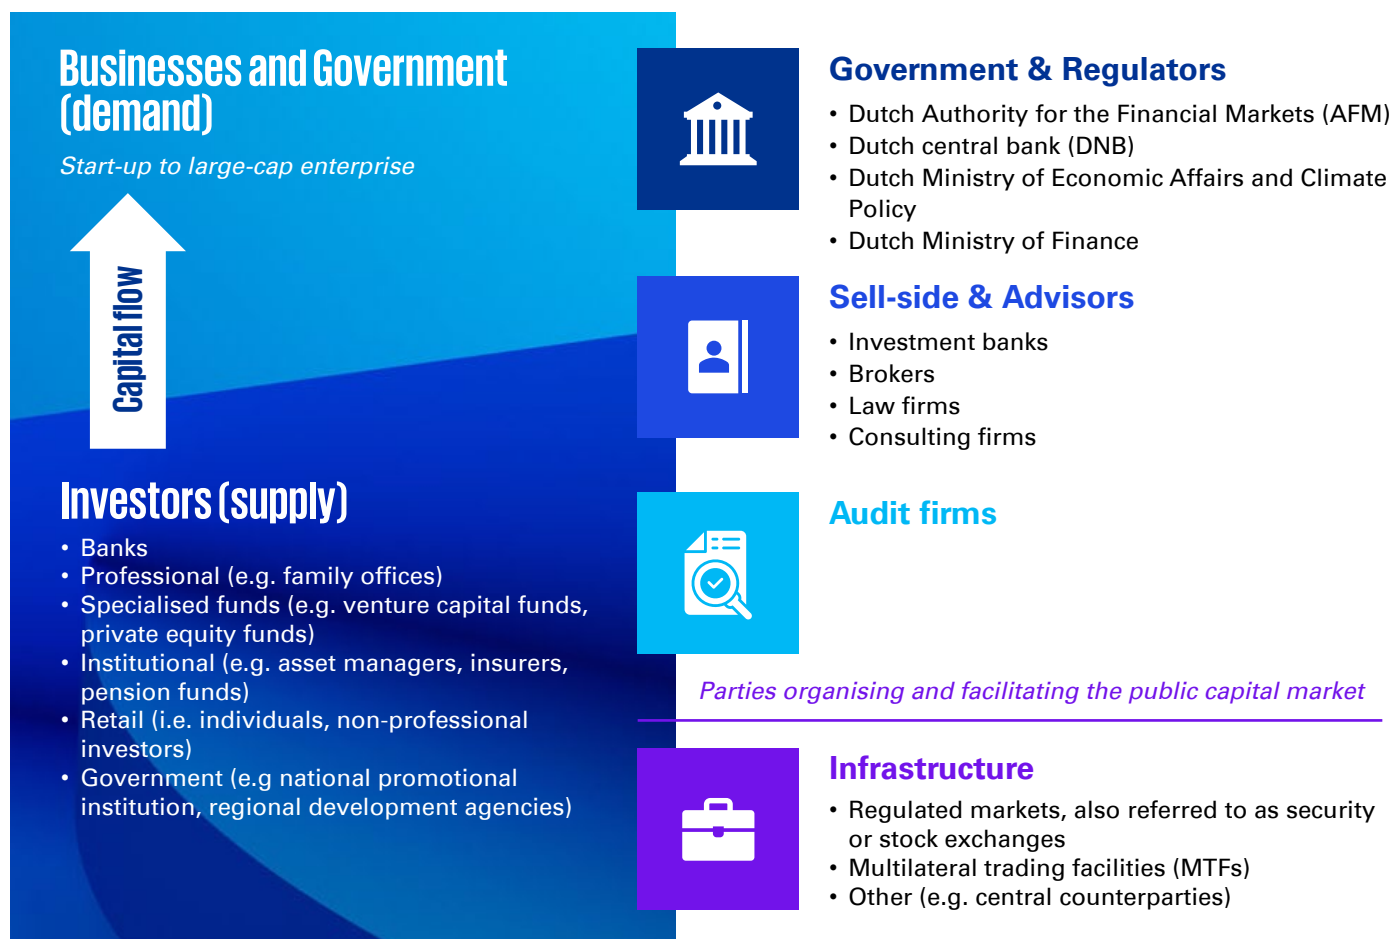 Businesses and Government
(demand)
Start-up to large-cap enterprise
Capital flow
Investors (supply)
• Banks
• Professional (e.g. family offices)
• Specialised funds (e.g. venture capital funds,
private equity funds)
• Institutional (e.g. asset managers, insurers,
pension funds)
• Retail (i.e. individuals, non-professional
investors)
• Government (e.g national promotional
institution, regional development agencies)
Government & Regulators
• Dutch Authority for the Financial Markets (AFM)
• Dutch central bank (DNB)
• Dutch Ministry of Economic Affairs and Climate
Policy
• Dutch Ministry of Finance
Sell-side & Advisors
• Investment banks
• Brokers
• Law firms
• Consulting firms
Audit firms
Parties organising and facilitating the public capital market
Infrastructure
• Regulated markets, also referred to as security
or stock exchanges
• Multilateral trading facilities (MTFs)
• Other (e.g. central counterparties)